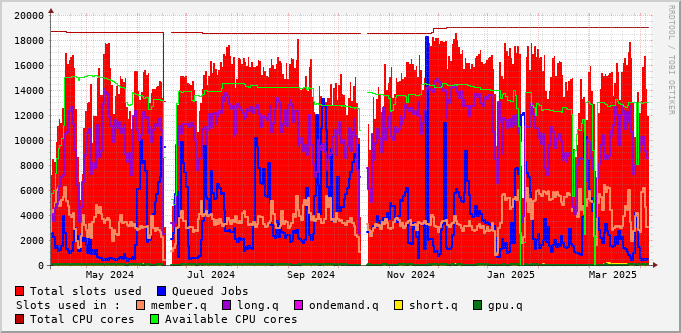 20000
18000
16000
14000
12000
10000
8000
6000
4000
2000
0
May 2024 Jul 2024 Sep 2024 Nov 2024 Jan 2025 Mar 2025
Total slots used Queued Jobs
Slots used in : member.q long.q ondemand.q short.q gpu.q
Total CPU cores Available CPU cores
RRDTOOL / TOBI OETIKER